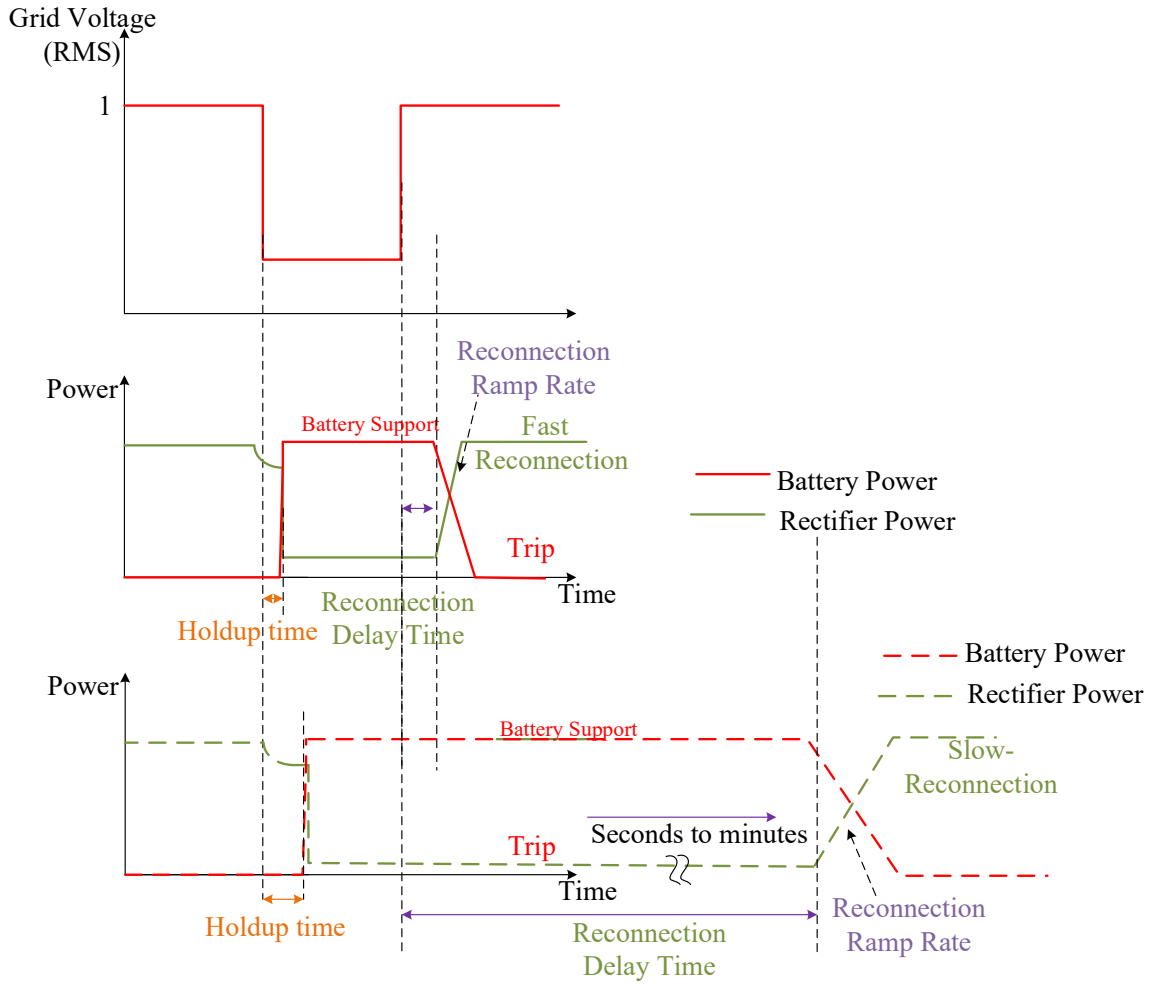 Grid Voltage
(RMS)
1
Reconnection
Ramp Rate
Power
Battery Support
Fast
Reconnection
Battery Power
Rectifier Power
Trip
Time
Holdup time
Reconnection
Delay Time
Battery Power
Rectifier Power
Power
Battery Support
Slow-
Reconnection
Seconds to minutes
Trip
Time
Holdup time
Reconnection
Delay Time
Reconnection
Ramp Rate